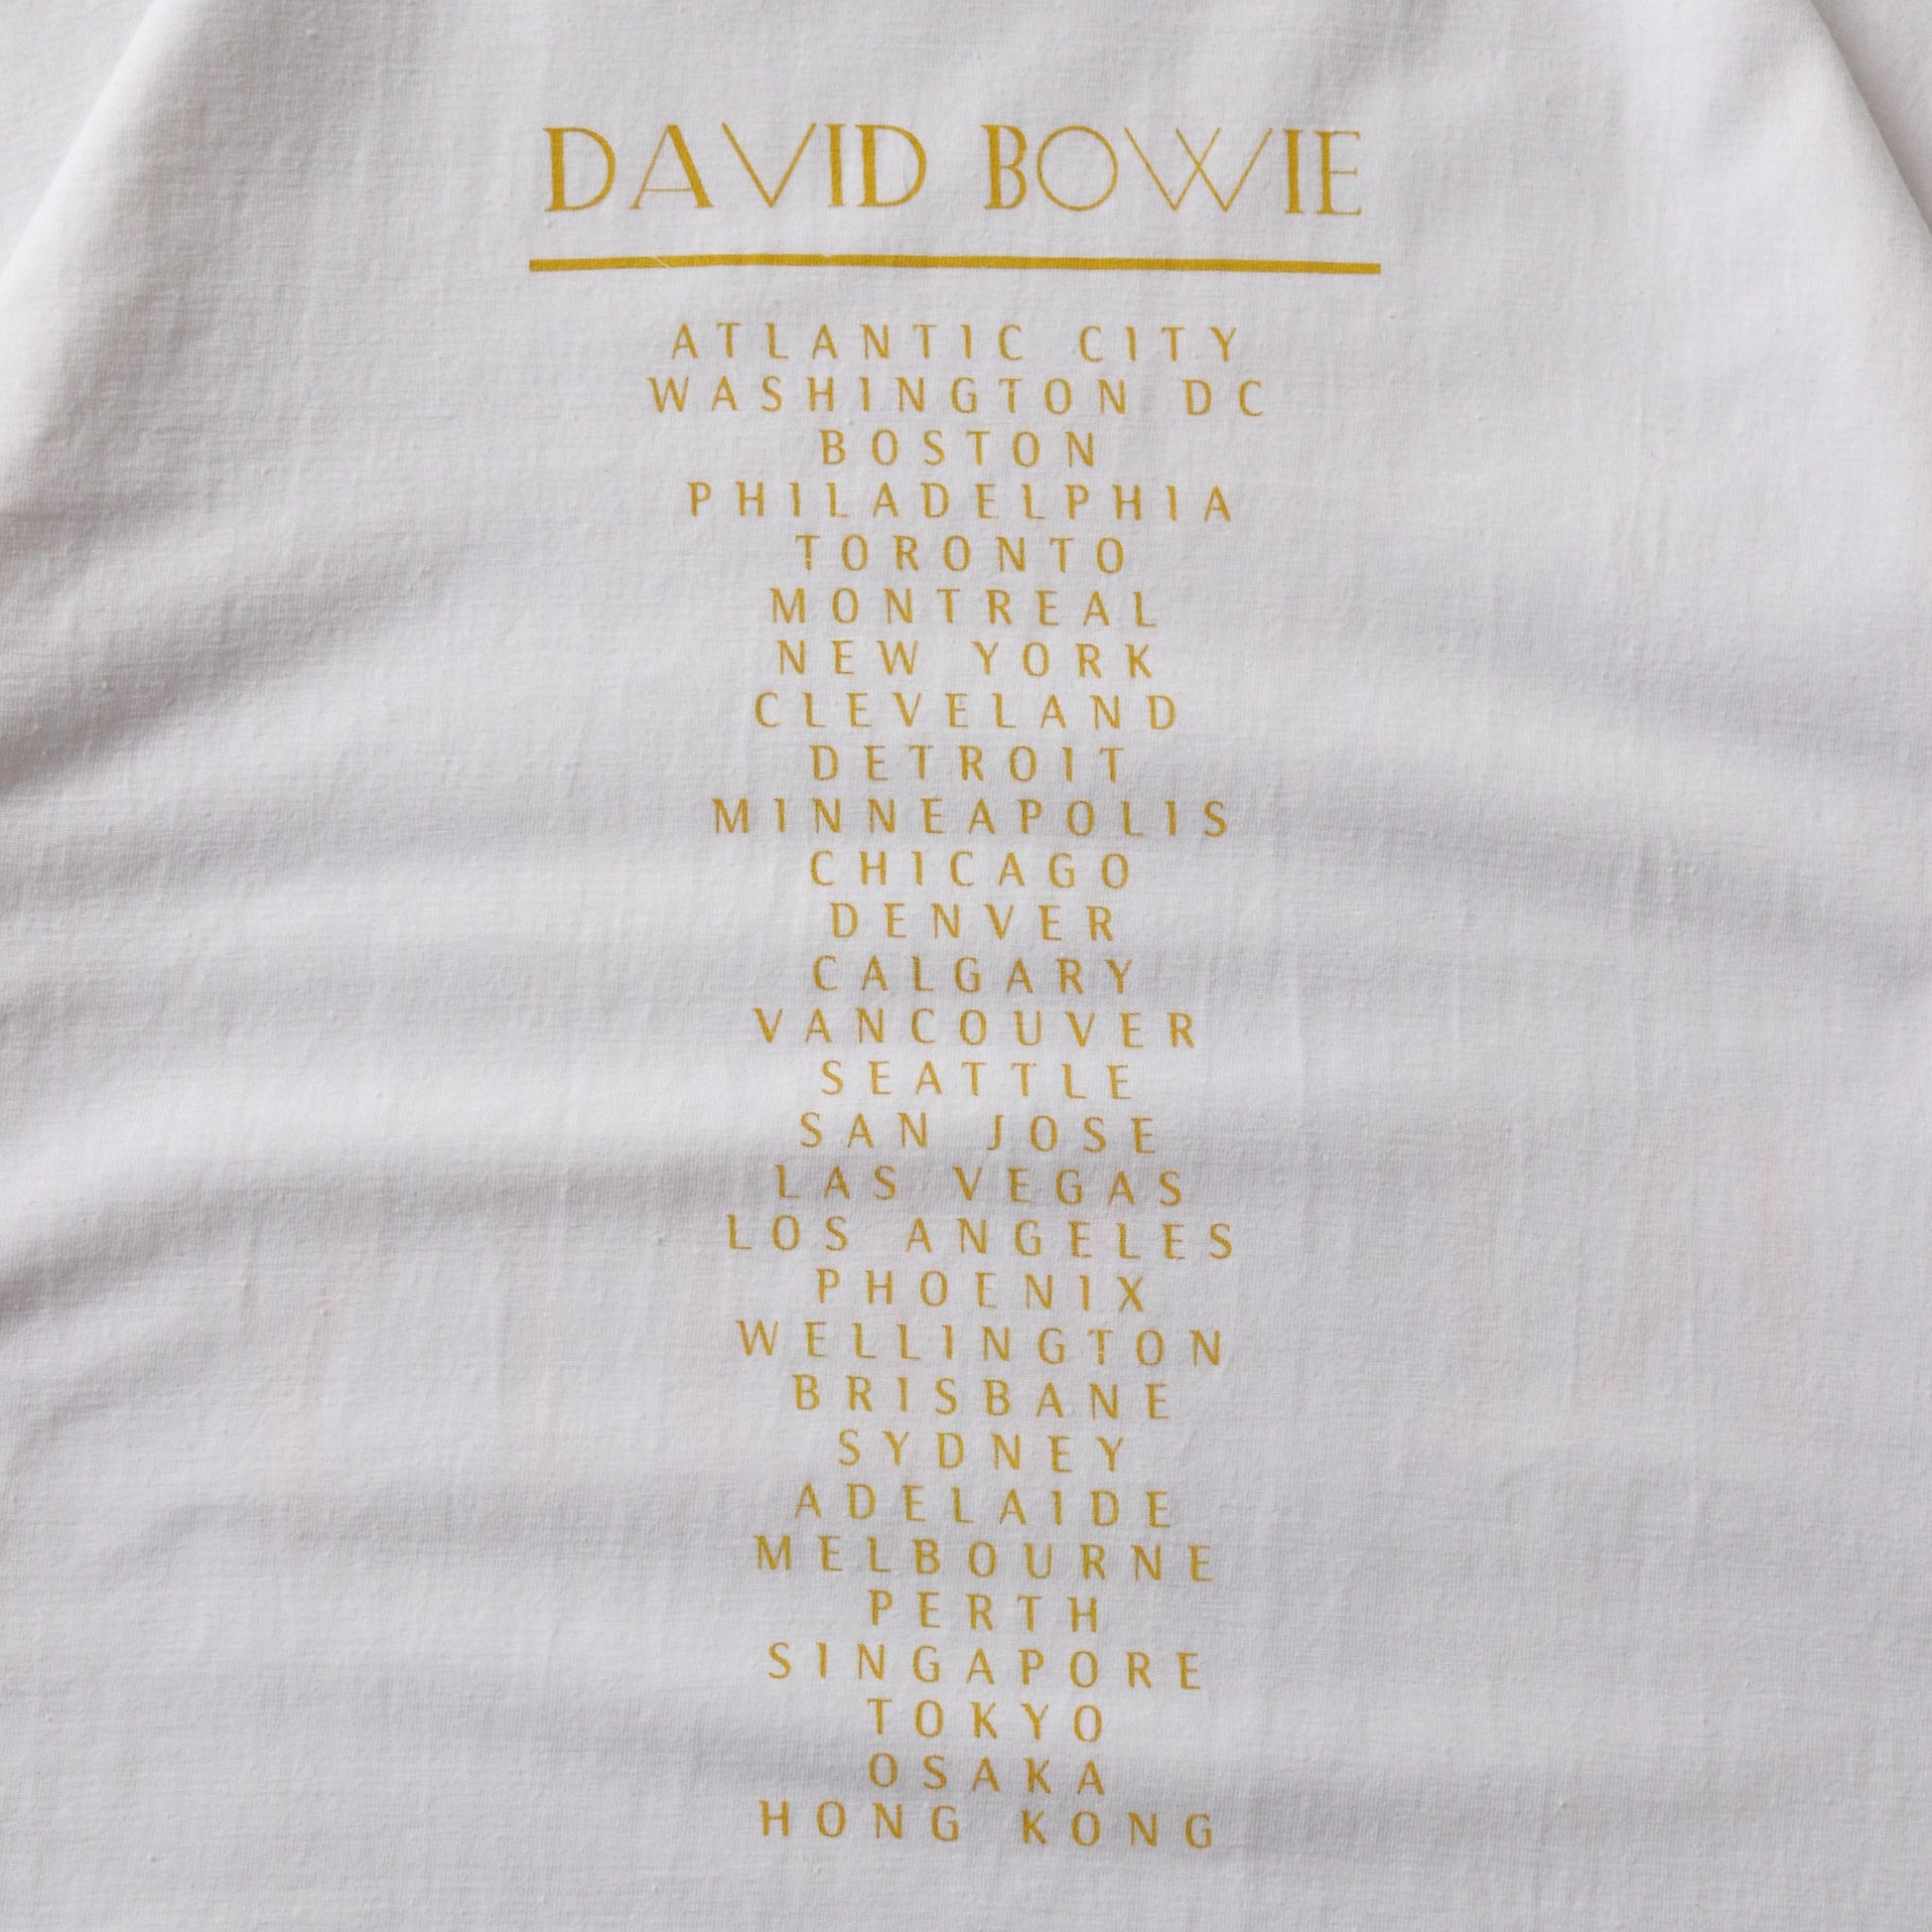 DAVID BOWIE
ATLANTIC CITY
WASHINGTON DC
BOSTON
PHILADELPHIA
TORONTO
MONTREAL
NEW YORK
CLEVELAND
DETROIT
MINNEAPOLIS
CHICAGO
DENVER
CALGARY
VANCOUVER
SEATTLE
SAN JOSE
LAS VEGAS
LOS ANGELES
PHOENIX
WELLINGTON
BRISBANE
SYDNEY
ADELAIDE
MELBOURNE
PERTH
SINGAPORE
TOKYO
OSAKA
HONG KONG